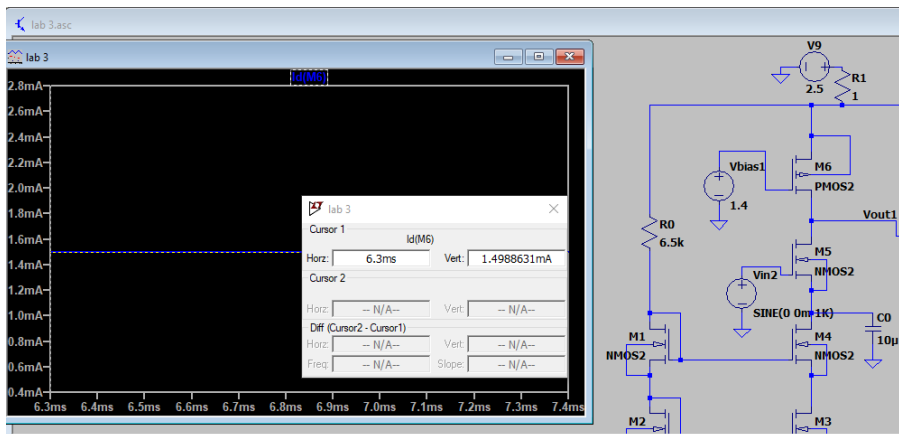 lab 3.asc
lab 3
Id(M6)
2.8mA
2.6mA
2.4mA
2.2mA
2.0mA
1.8mA
1.6mA
1.4mA
1.2mA
1.0mA
0.8mA
0.6mA
0.4mA
6.3ms 6.4ms 6.5ms 6.6ms 6.7ms 6.8ms 6.9ms 7.0ms 7.1ms 7.2ms 7.3ms 7.4ms
lab 3
Cursor 1
Id(M6)
Horz: 6.3ms Vert: 1.4988631mA
Cursor 2
Horz: -- N/A-- Vert: -- N/A--
Diff (Cursor2 - Cursor1)
Horz: -- N/A-- Vert: -- N/A--
Freq: -- N/A-- Slope: -- N/A--
V9
2.5
R1
1
Vbias1
1.4
M6
PMOS2
Vout1
R0
6.5k
M5
NMOS2
Vin2
SINE(0 0m 1K)
C0
10µ
M1
NMOS2
M4
NMOS2
M2
M3